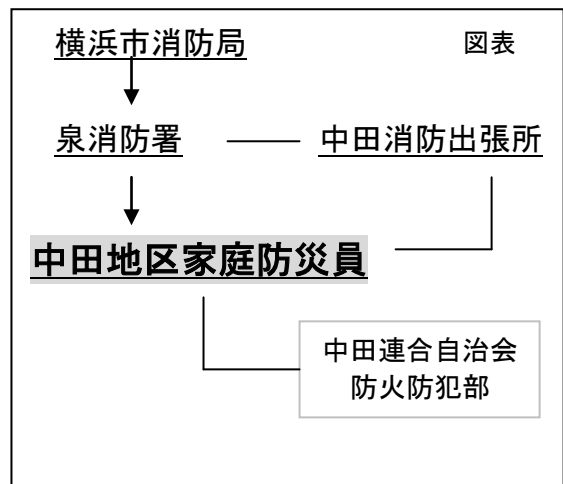 横浜市消防局
図表
泉消防署
中田消防出張所
中田地区家庭防災員
中田連合自治会
防火防犯部